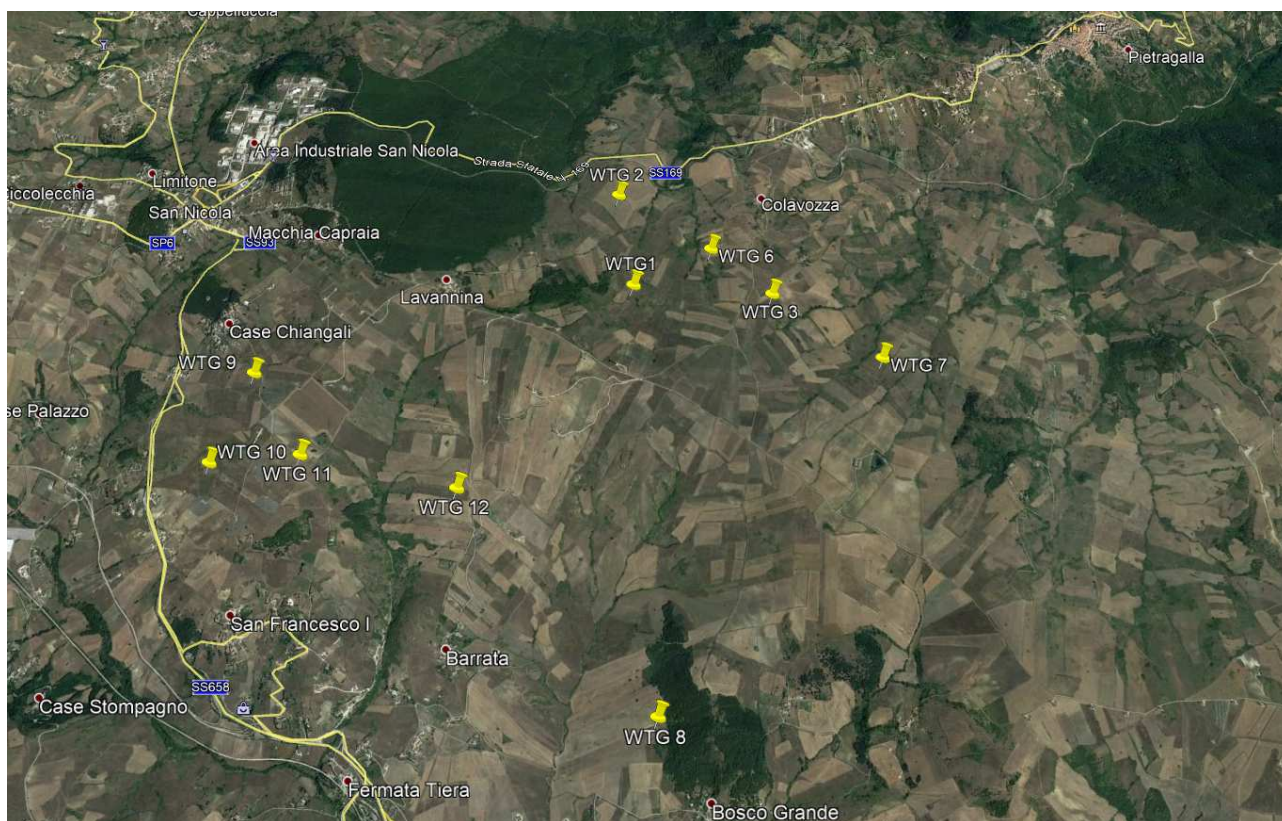 Cappelluccia
Pietragalla
Area Industriale San Nicola
Strada Statale
169
SS169
Limitone
WTG 2
Ciccolecchia
Colavozza
San Nicola
Macchia Capraia
SP6
SS93
WTG 6
WTG1
Lavannina
WTG 3
Case Chiangali
WTG 9
WTG 7
se Palazzo
WTG 10
WTG 11
WTG 12
San Francesco I
Barrata
SS658
Case Stompagno
WTG 8
Fermata Tiera
Bosco Grande